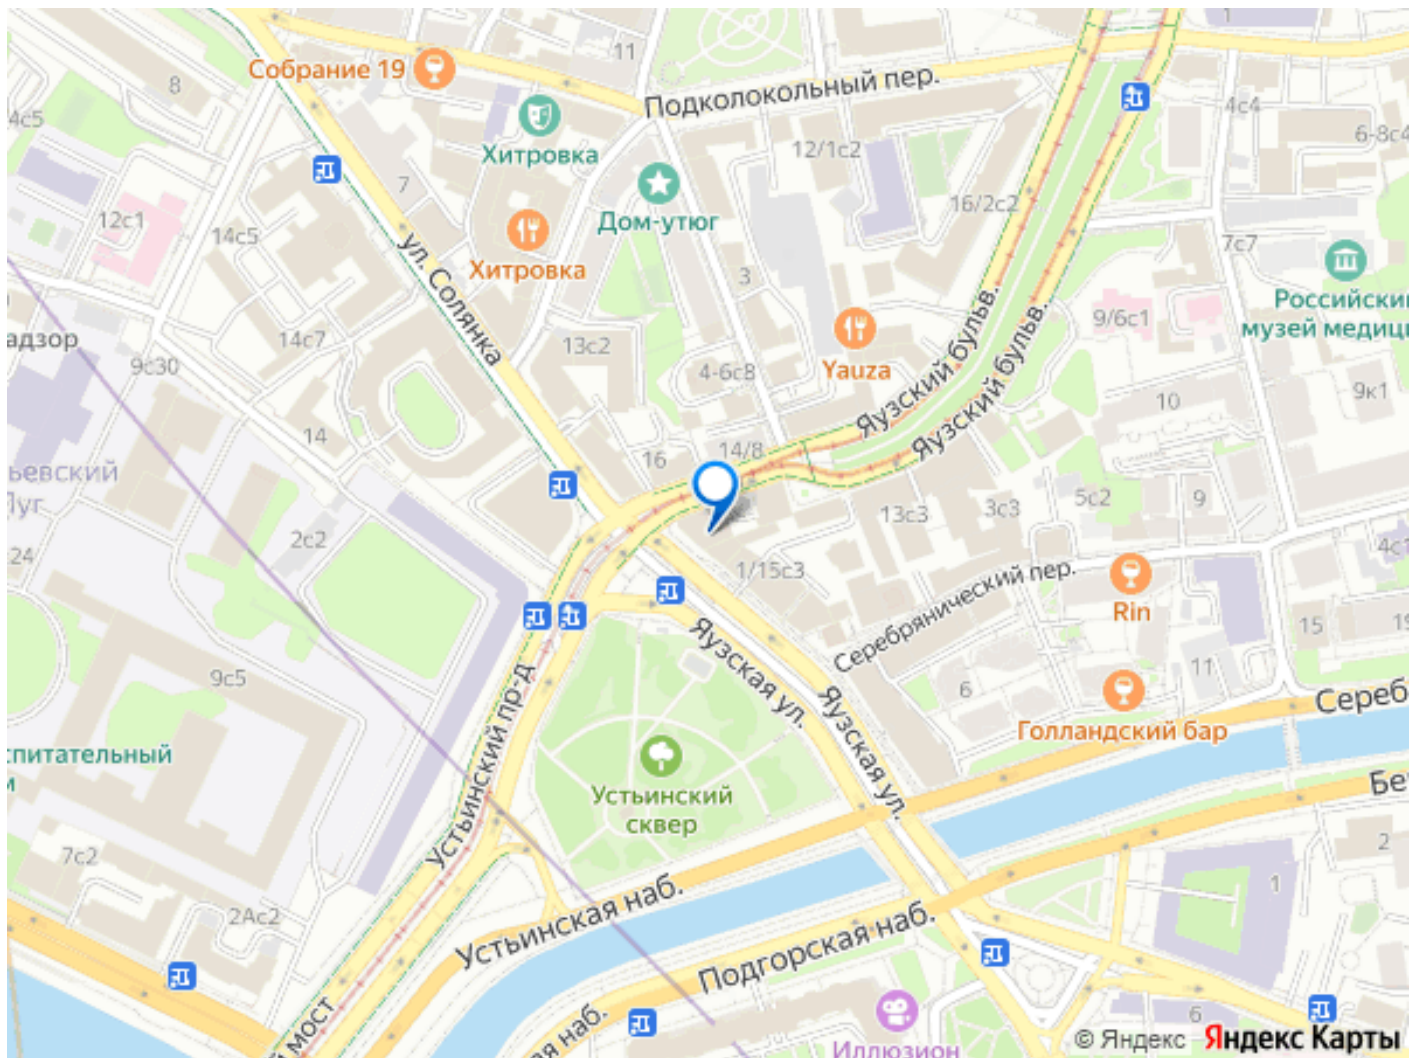 1
11
Собрание 19
8
Подколокольный пер.
4с5
4с4
6-8с4
Хитровка
12/1с2
7
16/2с2
12с1
14с5
Дом-утюг
7с7
ул. Солянка
Хитровка
3
Российский
музей медици
14с7
9/6с1
адзор
9с30
13с2
4-6с8
Yauza
Яузский бульв.
Яузский бульв.
9к1
10
14
14/8
16
ьевский
Луг
5с2
9
3с3
13с3
2с2
24
4с1
1/15с3
Серебрянический пер.
Rin
15
19
Яузская ул.
9с5
11
6
Устьинский пр-д
Яузская ул.
Сереб
Голландский бар
спитательный
м
Устьинский
сквер
Бе
7с2
2
1
2Ас2
Устьинская наб.
Подгорская наб.
й мост
я наб.
6
Иллюзион
© Яндекс Яндекс Карты